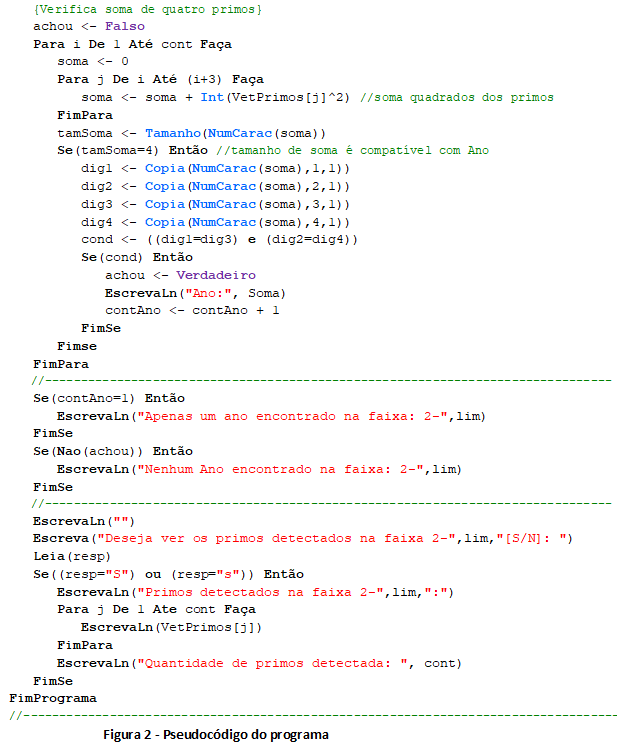 {Verifica soma de quatro primos}
achou <- Falso
Para i De 1 Até cont Faça
soma <- 0
Para j De i Até (i+3) Faça
soma <- soma + Int(VetPrimos[j]^2) //soma quadrados dos primos
FimPara
tamSoma <- Tamanho(NumCarac(soma))
Se(tamSoma=4) Então //tamanho de soma é compatível com Ano
dig1 <- Copia(NumCarac(soma),1,1))
dig2 <- Copia(NumCarac(soma),2,1))
dig3 <- Copia(NumCarac(soma),3,1))
dig4 <- Copia(NumCarac(soma),4,1))
cond <- ((dig1=dig3) e (dig2=dig4))
Se(cond) Então
achou <- Verdadeiro
EscrevaLn("Ano:", Soma)
contAno <- contAno + 1
FimSe
Fimse
FimPara
//-----------------------------------------------------------------------
Se(contAno=1) Então
EscrevaLn("Apenas um ano encontrado na faixa: 2-",lim)
FimSe
Se(Nao(achou)) Então
EscrevaLn("Nenhum Ano encontrado na faixa: 2-",lim)
FimSe
//-----------------------------------------------------------------------
EscrevaLn("")
Escreva("Deseja ver os primos detectados na faixa 2-",lim,"[S/N]: ")
Leia(resp)
Se((resp="S") ou (resp="s")) Então
EscrevaLn("Primos detectados na faixa 2-",lim,":")
Para j De 1 Ate cont Faça
EscrevaLn(VetPrimos[j])
FimPara
EscrevaLn("Quantidade de primos detectada: ", cont)
FimSe
FimPrograma
//--------------------------------------------------------------------------
Figura 2 - Pseudocódigo do programa